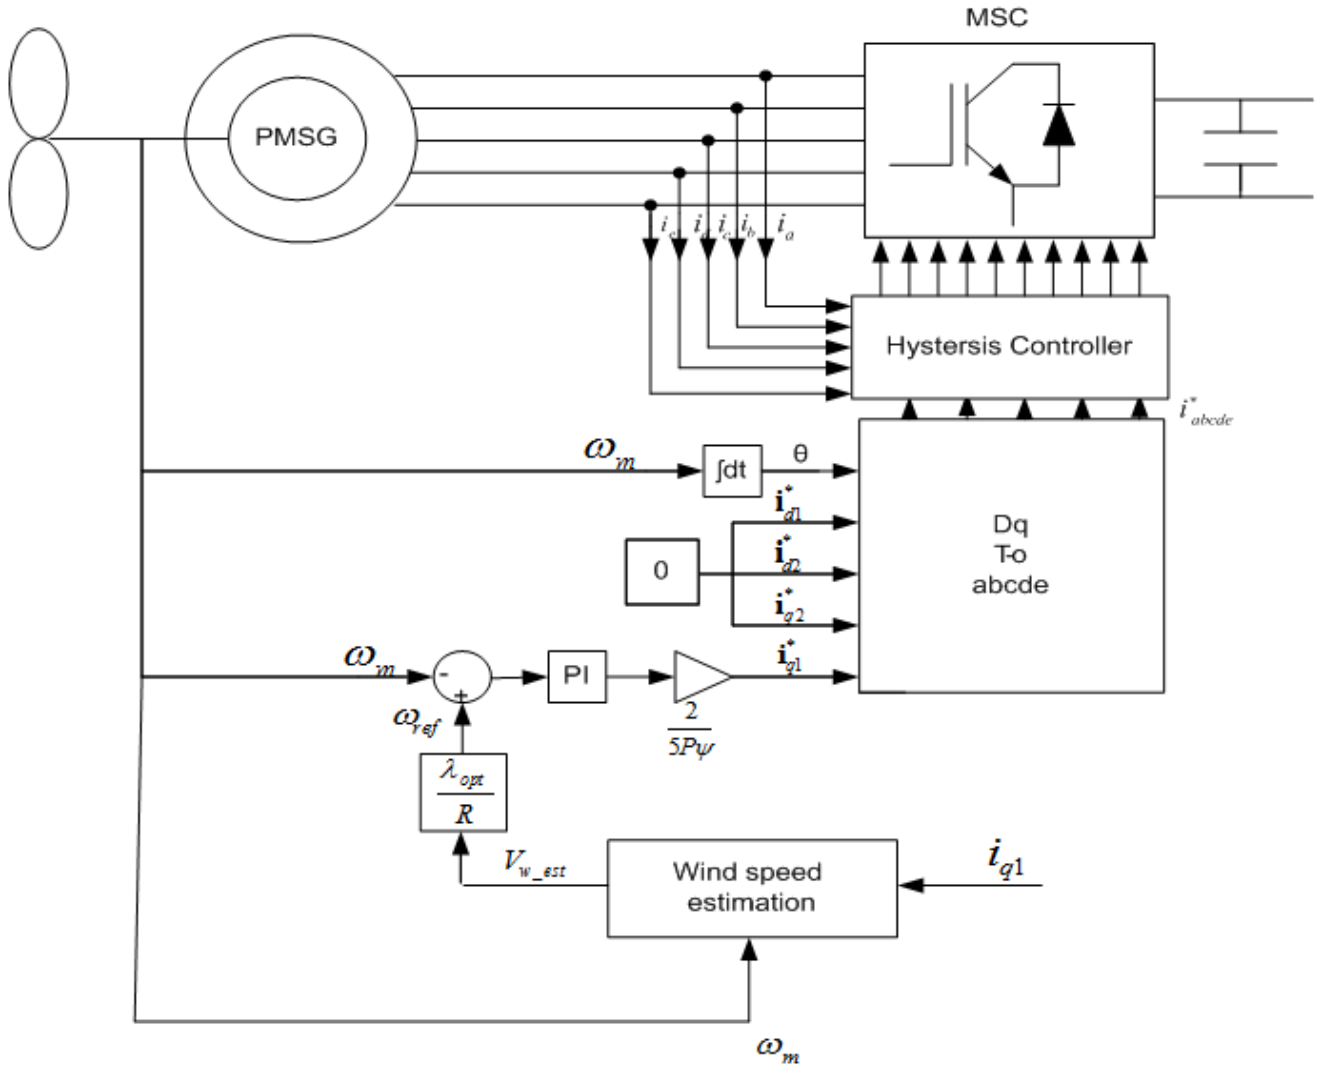 MSC
PMSG
i_e i_d i_c i_b i_a
Hystersis Controller
i*_abcde
ω_m
∫dt
θ
i*_d1
Dq
To
abcde
0
i*_d2
i*_q2
ω_m
-
+
PI
i*_q1
2
5Pψ
ω_ref
λ_opt
R
V_w_est
Wind speed
estimation
i_q1
ω_m